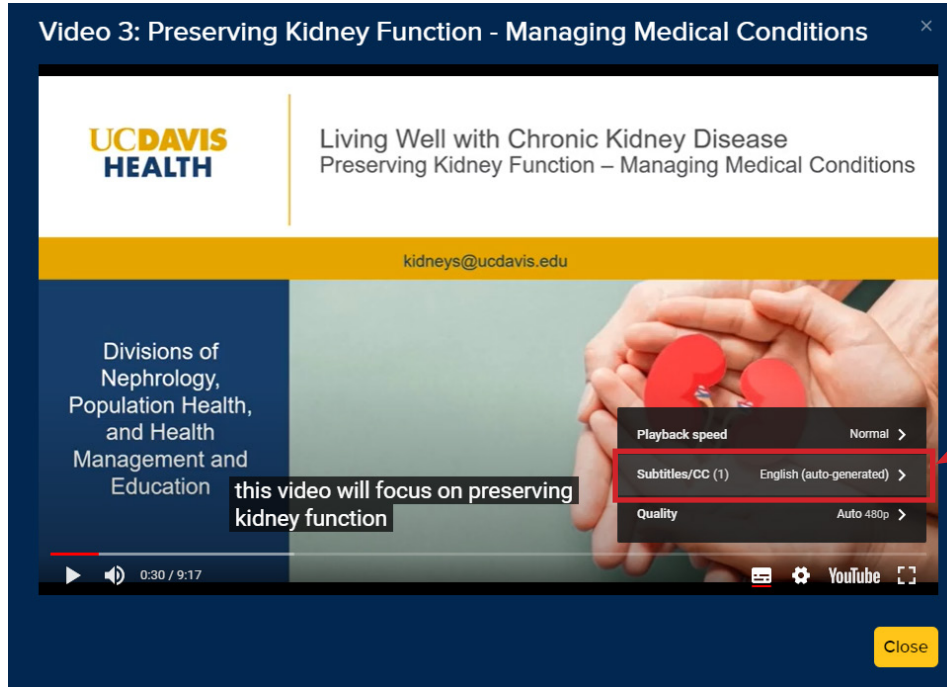 Video 3: Preserving Kidney Function - Managing Medical Conditions ×
UCDAVIS
HEALTH
Living Well with Chronic Kidney Disease
Preserving Kidney Function – Managing Medical Conditions
kidneys@ucdavis.edu
Divisions of
Nephrology,
Population Health,
and Health
Management and
Education
Playback speed Normal
Subtitles/CC (1) English (auto-generated)
Quality Auto 480p
this video will focus on preserving
kidney function
0:30 / 9:17
YouTube
Close